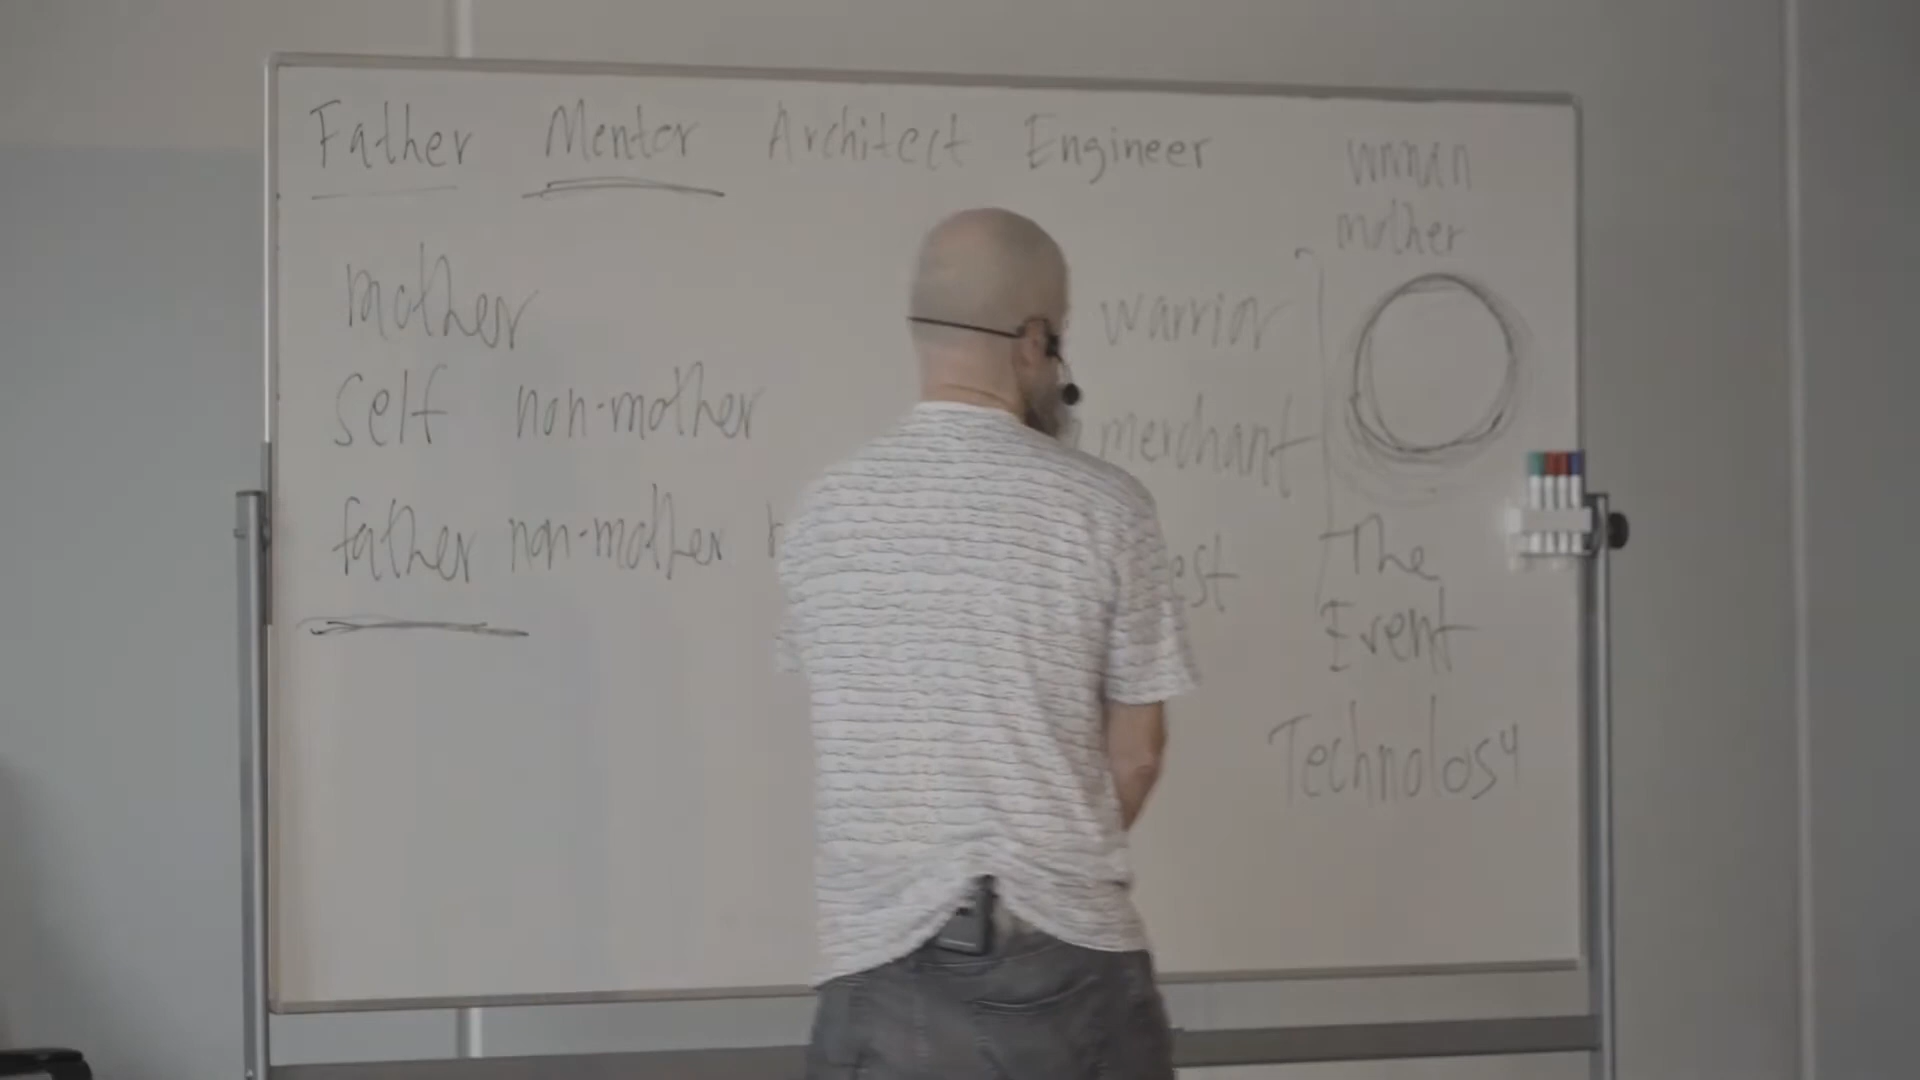 Father Mentor Architect Engineer
woman
mother
mother
warrior
self non-mother
merchant
father non-mother
The
Event
Technology